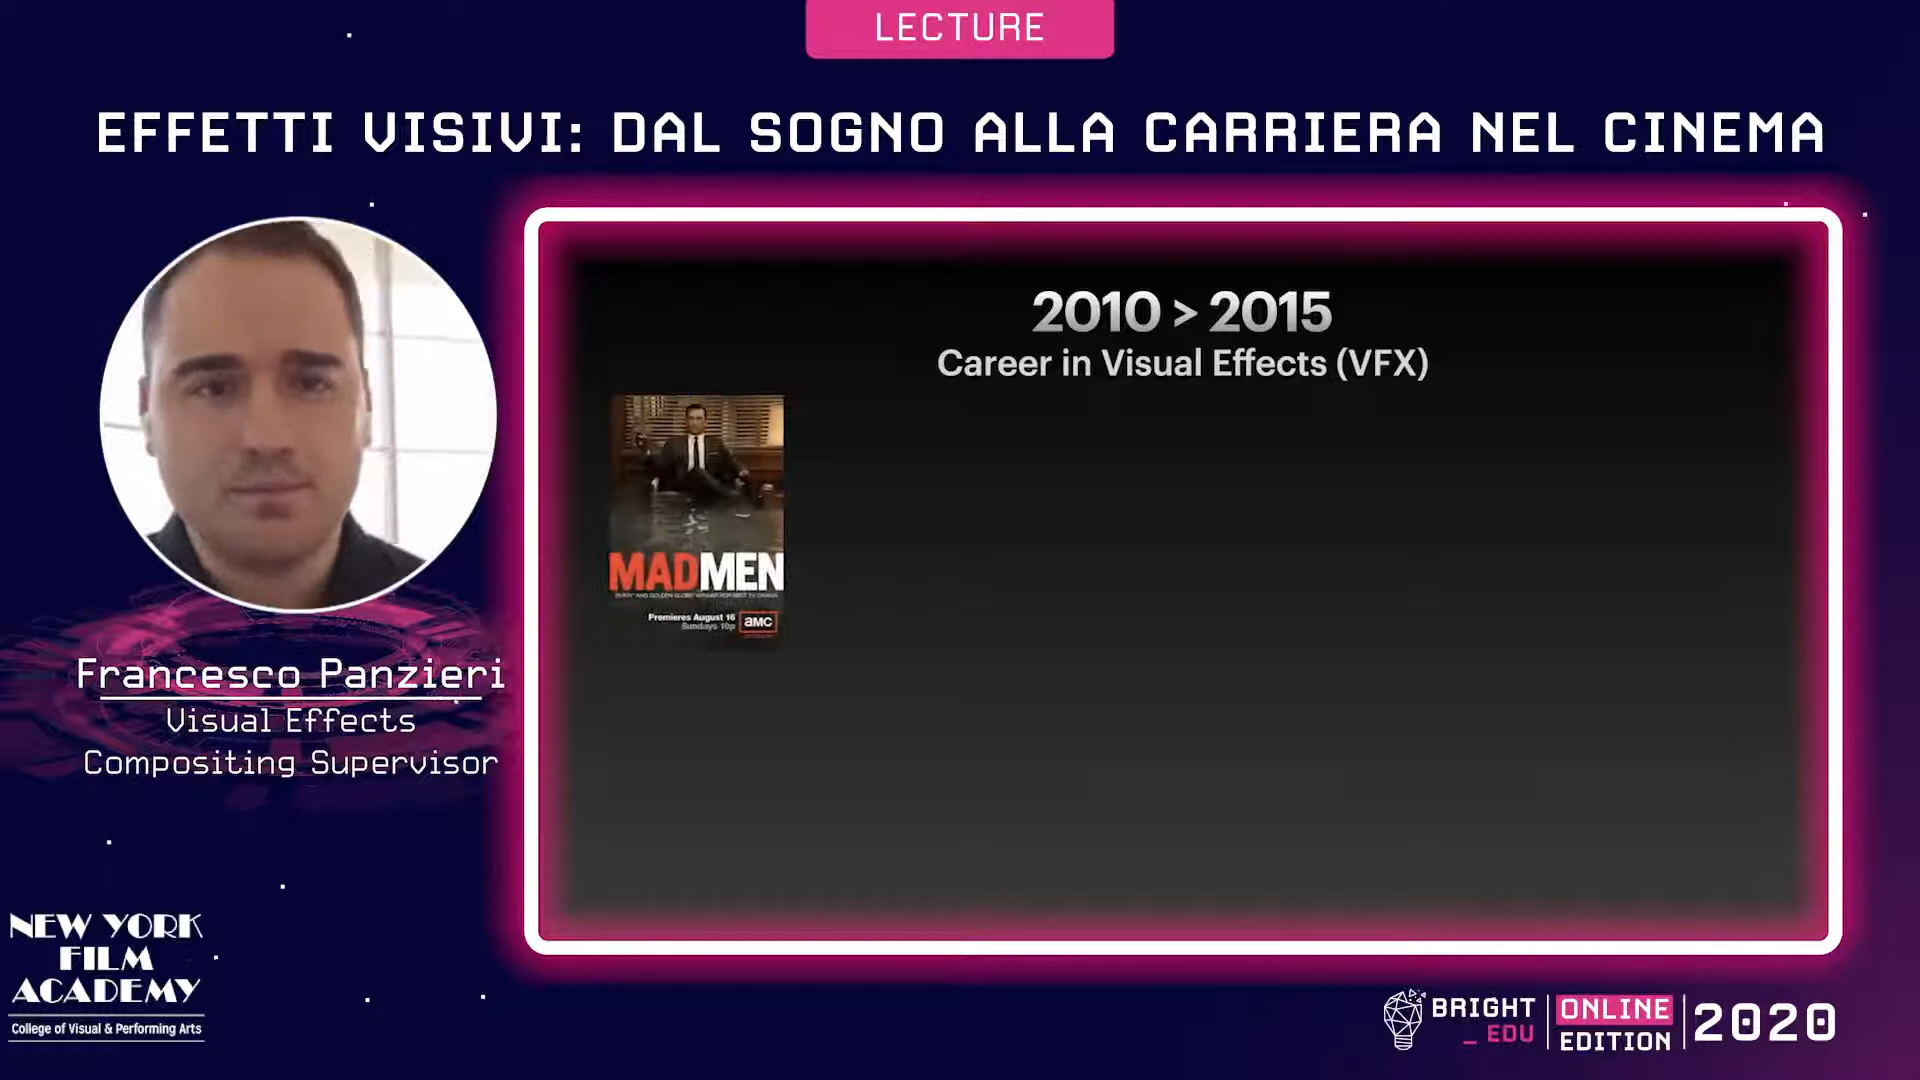 LECTURE
EFFETTI VISIVI: DAL SOGNO ALLA CARRIERA NEL CINEMA
2010 > 2015
Career in Visual Effects (VFX)
MADMEN
Premieres August 16
Sundays 10p
aMC
Francesco Panzieri
Visual Effects
Compositing Supervisor
NEW YORK
FILM
ACADEMY
College of Visual & Performing Arts
BRIGHT
_ EDU
ONLINE
EDITION
2020